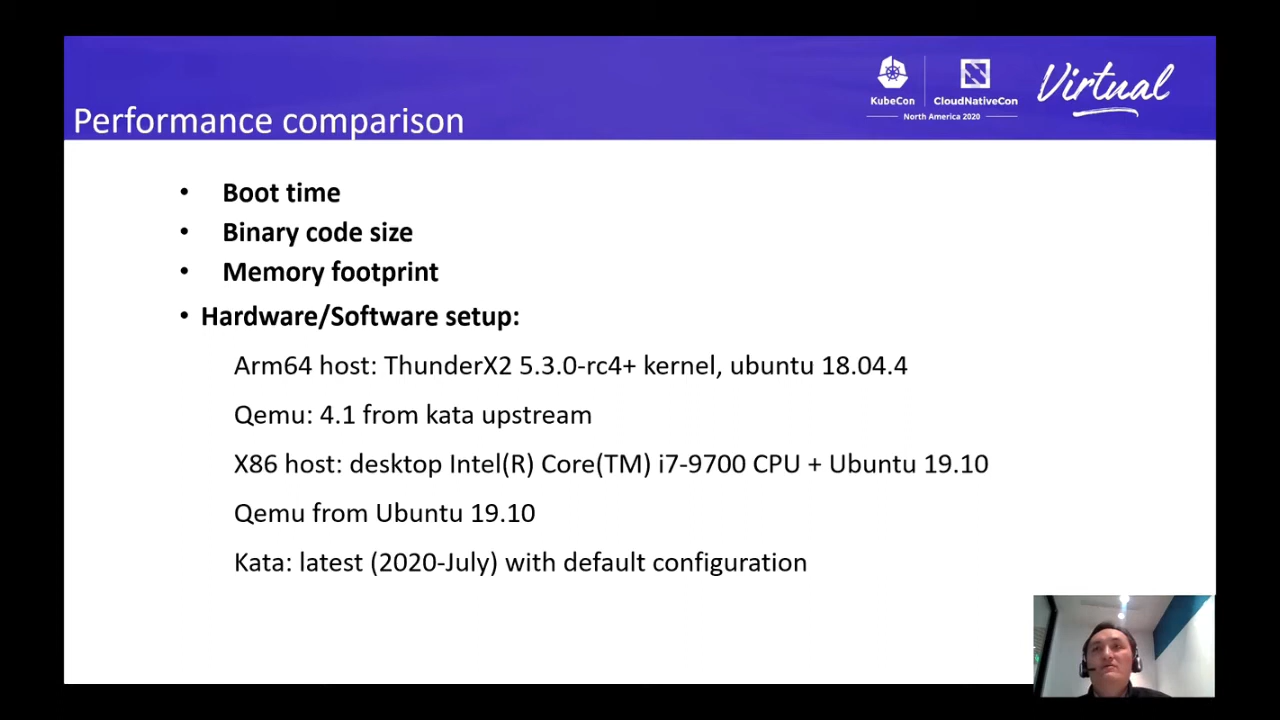 KubeCon
CloudNativeCon
North America 2020
Virtual
Performance comparison
• Boot time
• Binary code size
• Memory footprint
• Hardware/Software setup:
Arm64 host: ThunderX2 5.3.0-rc4+ kernel, ubuntu 18.04.4
Qemu: 4.1 from kata upstream
X86 host: desktop Intel(R) Core(TM) i7-9700 CPU + Ubuntu 19.10
Qemu from Ubuntu 19.10
Kata: latest (2020-July) with default configuration